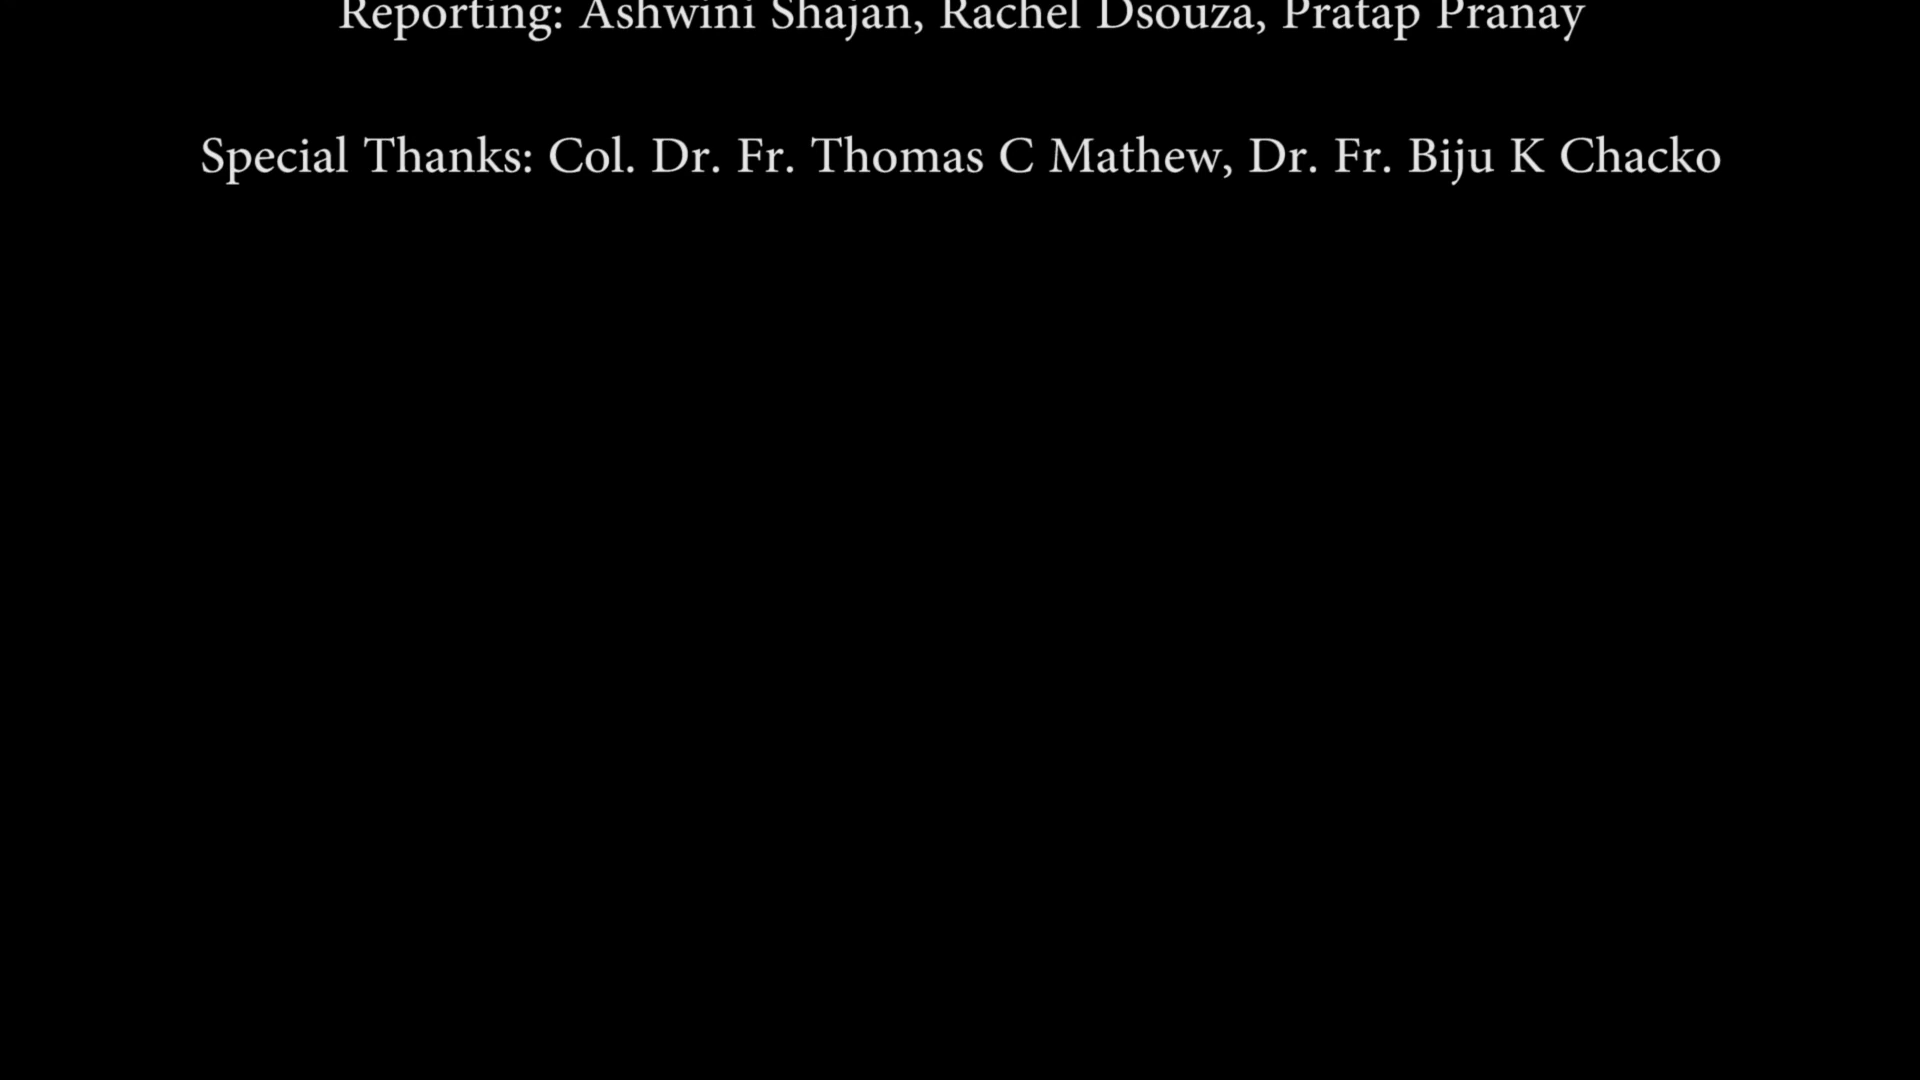 Reporting: Ashwini Shajan, Rachel Dsouza, Pratap Pranay
Special Thanks: Col. Dr. Fr. Thomas C Mathew, Dr. Fr. Biju K Chacko